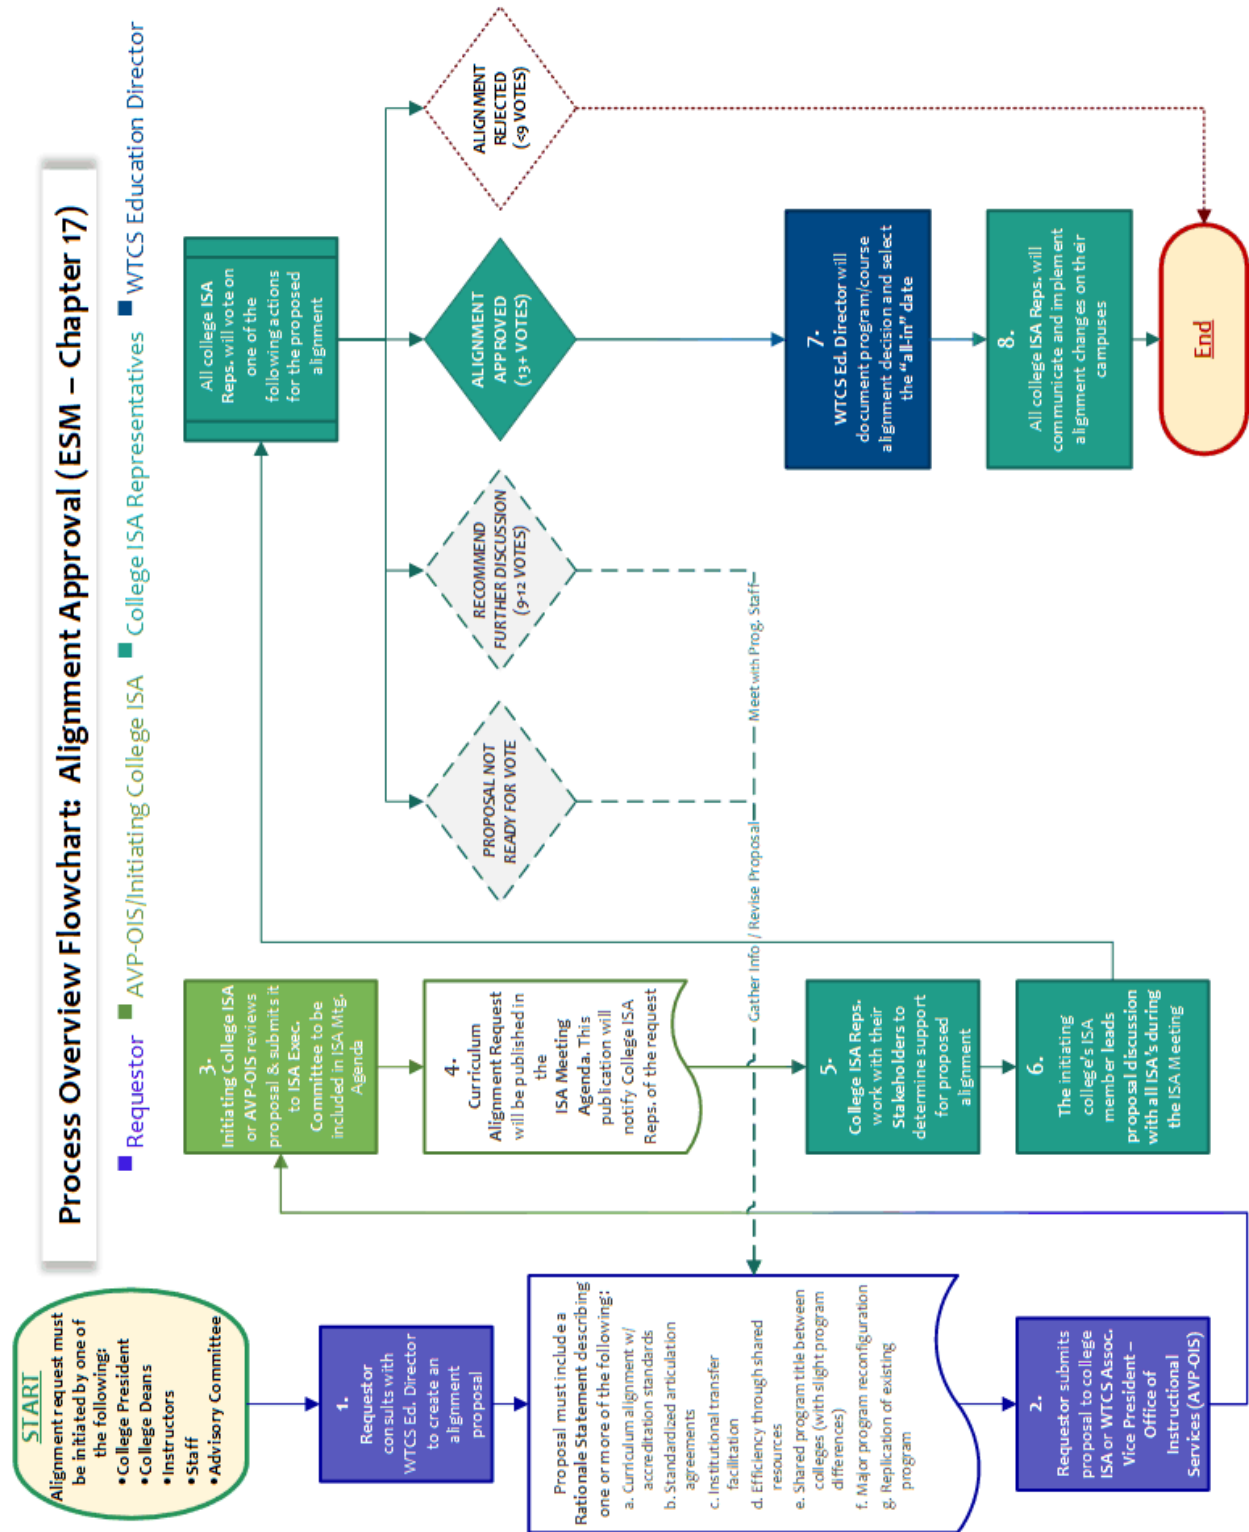 Process Overview Flowchart:  Alignment Approval (ESM – Chapter 17)
Requestor
AVP-OIS/Initiating College ISA
College ISA Representatives
WTCS Education Director
START
Alignment request must
be initiated by one of
the following:
•College President
•College Deans
•Instructors
•Staff
•Advisory Committee
1.
Requestor
consults with
WTCS Ed. Director
to create an
alignment
proposal
Proposal must include a
Rationale Statement describing
one or more of the following:
a. Curriculum alignment w/
accreditation standards
b. Standardized articulation
agreements
c. Institutional transfer
facilitation
d. Efficiency through shared
resources
e. Shared program title between
colleges (with slight program
differences)
f. Major program reconfiguration
g. Replication of existing
program
2.
Requestor submits
proposal to college
ISA or WTCS Assoc.
Vice President –
Office of
Instructional
Services (AVP-OIS)
3.
Initiating College ISA
or AVP-OIS reviews
proposal & submits it
to ISA Exec.
Committee to be
included in ISA Mtg.
Agenda
4.
Curriculum
Alignment Request
will be published in
the
ISA Meeting
Agenda. This
publication will
notify College ISA
Reps. of the request
5.
College ISA Reps.
work with their
Stakeholders to
determine support
for proposed
alignment
6.
The initiating
college's ISA
member leads
proposal discussion
with all ISA's during
the ISA Meeting
All college ISA
Reps. will vote on
one of the
following actions
for the proposed
alignment
PROPOSAL NOT
READY FOR VOTE
RECOMMEND
FURTHER DISCUSSION
(9-12 VOTES)
ALIGNMENT
APPROVED
(13+ VOTES)
ALIGNMENT
REJECTED
(<9 VOTES)
Gather Info / Revise Proposal
Meet with Prog. Staff
7.
WTCS Ed. Director will
document program/course
alignment decision and select
the “all-in” date
8.
All college ISA Reps. will
communicate and implement
alignment changes on their
campuses
End